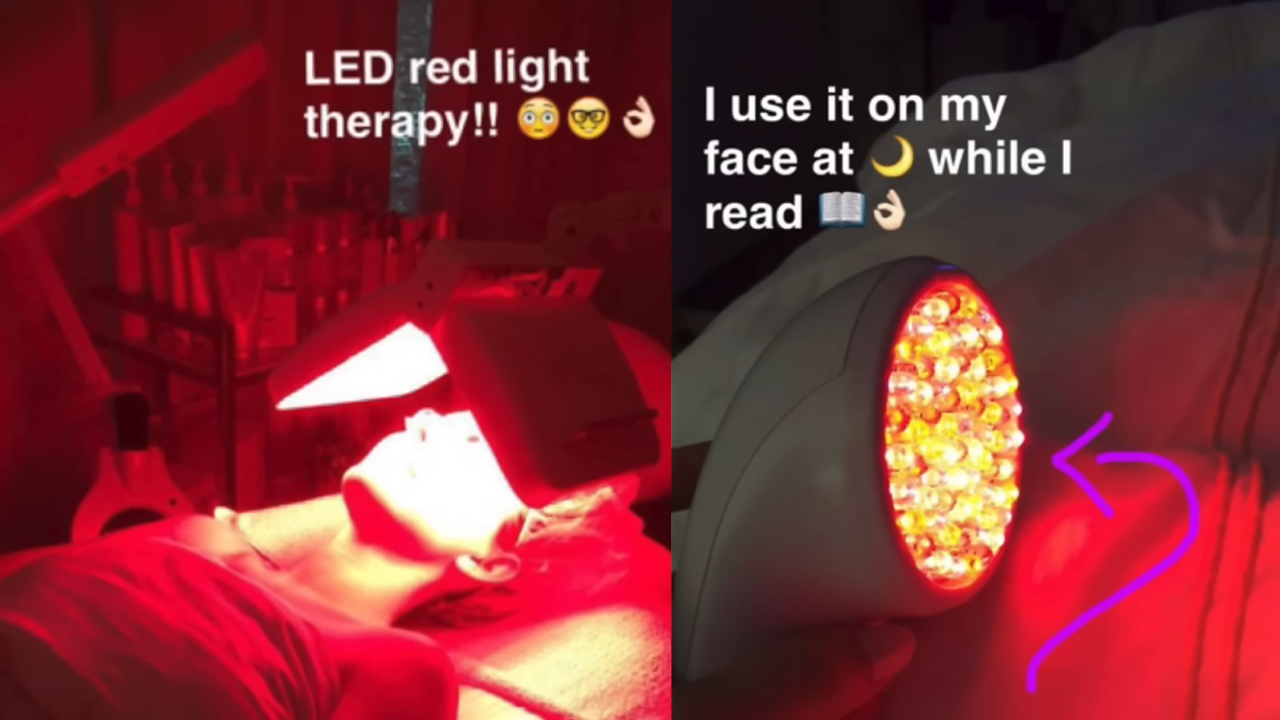 LED red light
therapy!! 😳🤓👌🏻
I use it on my
face at 🌙 while I
read 📖👌🏻